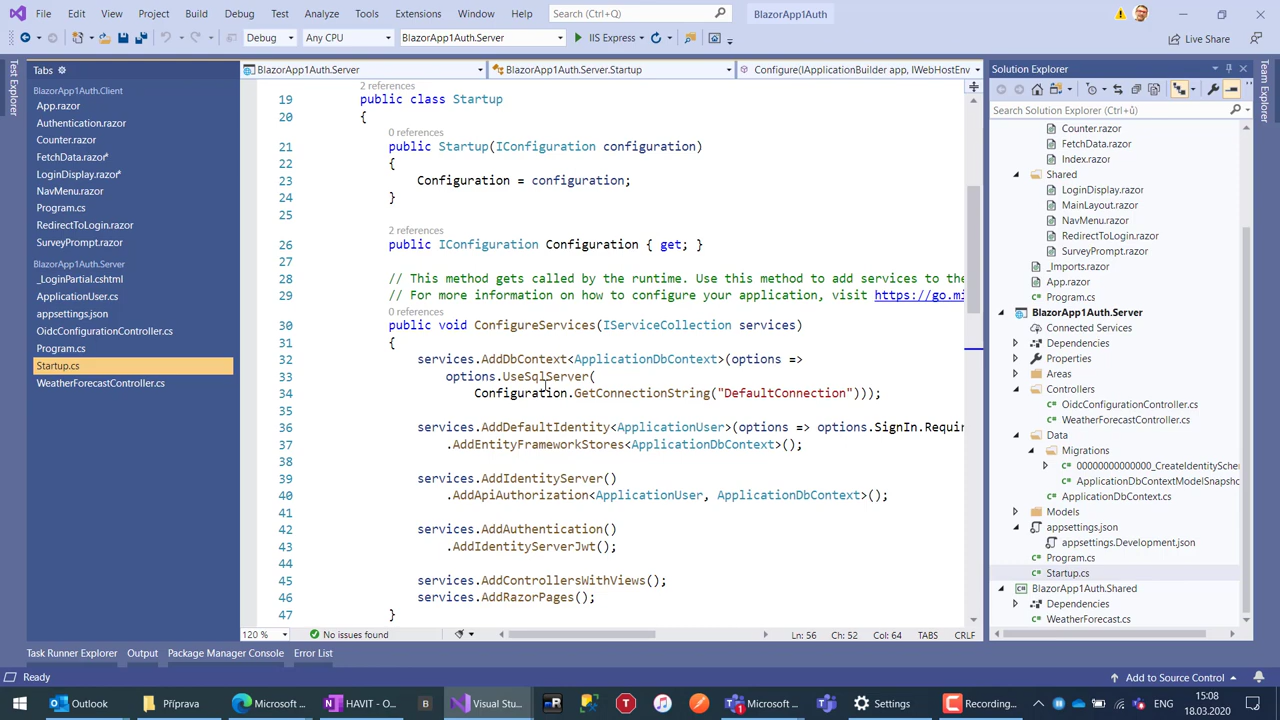 File
Edit
View
Project
Build
Debug
Test
Analyze
Tools
Extensions
Window
Help
Search (Ctrl+Q)
BlazorApp1Auth
Debug
Any CPU
BlazorApp1Auth.Server
IIS Express
Live Share
Test Explorer
Tabs
BlazorApp1Auth.Client
App.razor
Authentication.razor
Counter.razor
FetchData.razor*
LoginDisplay.razor*
NavMenu.razor
Program.cs
RedirectToLogin.razor
SurveyPrompt.razor
BlazorApp1Auth.Server
_LoginPartial.cshtml
ApplicationUser.cs
appsettings.json
OidcConfigurationController.cs
Program.cs
Startup.cs
WeatherForecastController.cs
BlazorApp1Auth.Server
BlazorApp1Auth.Server.Startup
Configure(IApplicationBuilder app, IWebHostEnv
2 references
19 public class Startup
20 {
0 references
21 public Startup(IConfiguration configuration)
22 {
23 Configuration = configuration;
24 }
25
2 references
26 public IConfiguration Configuration { get; }
27
28 // This method gets called by the runtime. Use this method to add services to the
29 // For more information on how to configure your application, visit https://go.mi
0 references
30 public void ConfigureServices(IServiceCollection services)
31 {
32 services.AddDbContext<ApplicationDbContext>(options =>
33 options.UseSqlServer(
34 Configuration.GetConnectionString("DefaultConnection")));
35
36 services.AddDefaultIdentity<ApplicationUser>(options => options.SignIn.Requir
37 .AddEntityFrameworkStores<ApplicationDbContext>();
38
39 services.AddIdentityServer()
40 .AddApiAuthorization<ApplicationUser, ApplicationDbContext>();
41
42 services.AddAuthentication()
43 .AddIdentityServerJwt();
44
45 services.AddControllersWithViews();
46 services.AddRazorPages();
47 }
120 %
No issues found
Ln: 56
Ch: 52
Col: 64
TABS
CRLF
Solution Explorer
Search Solution Explorer (Ctrl+ů)
Counter.razor
FetchData.razor
Index.razor
Shared
LoginDisplay.razor
MainLayout.razor
NavMenu.razor
RedirectToLogin.razor
SurveyPrompt.razor
_Imports.razor
App.razor
Program.cs
BlazorApp1Auth.Server
Connected Services
Dependencies
Properties
Areas
Controllers
OidcConfigurationController.cs
WeatherForecastController.cs
Data
Migrations
00000000000000_CreateIdentitySche
ApplicationDbContextModelSnapsho
ApplicationDbContext.cs
Models
appsettings.json
appsettings.Development.json
Program.cs
Startup.cs
BlazorApp1Auth.Shared
Dependencies
WeatherForecast.cs
Team Explorer
Task Runner Explorer
Output
Package Manager Console
Error List
Ready
Add to Source Control
Outlook
Příprava
Microsoft ...
HAVIT - O...
Visual Stu...
Microsoft ...
Settings
Recording...
15:08
18.03.2020